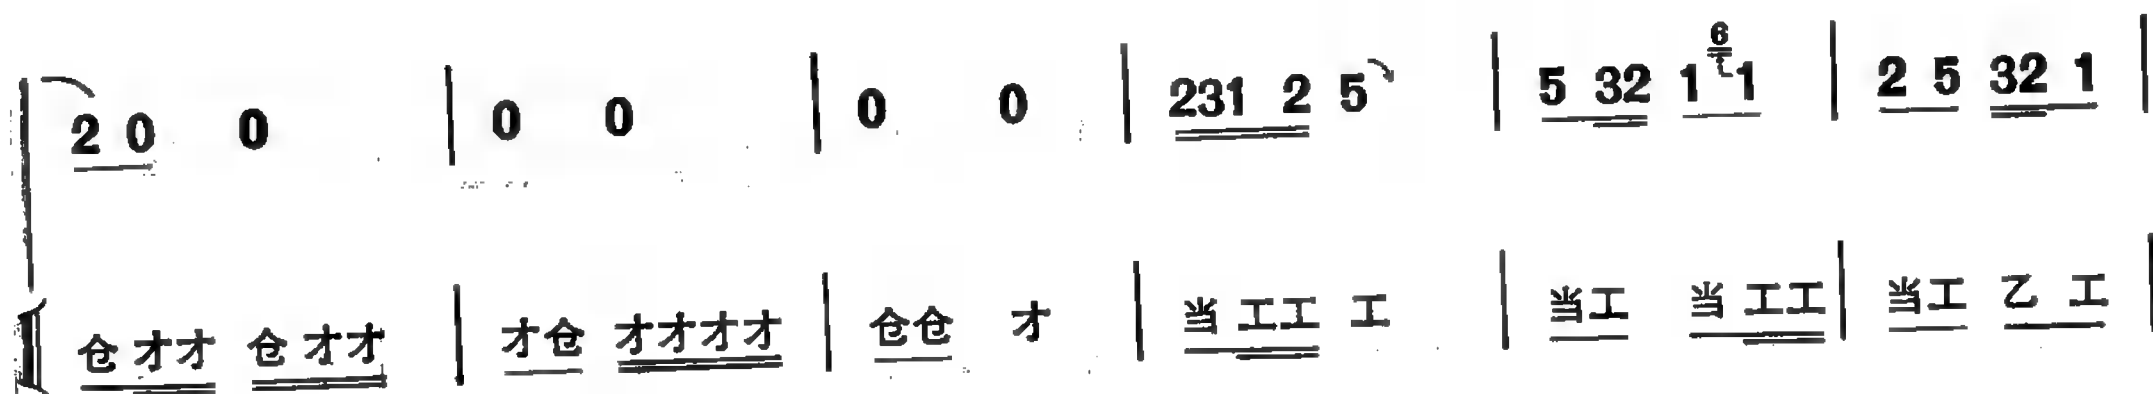 2 0 0 | 0 0 | 0 0 | 231 2 5 | 5 32 1 6 1 | 2 5 32 1 |
仓 才才 仓 才才 | 才仓 才才才才 | 仓仓 才 | 当 工工 工 | 当工 当 工工 | 当工 乙 工 |